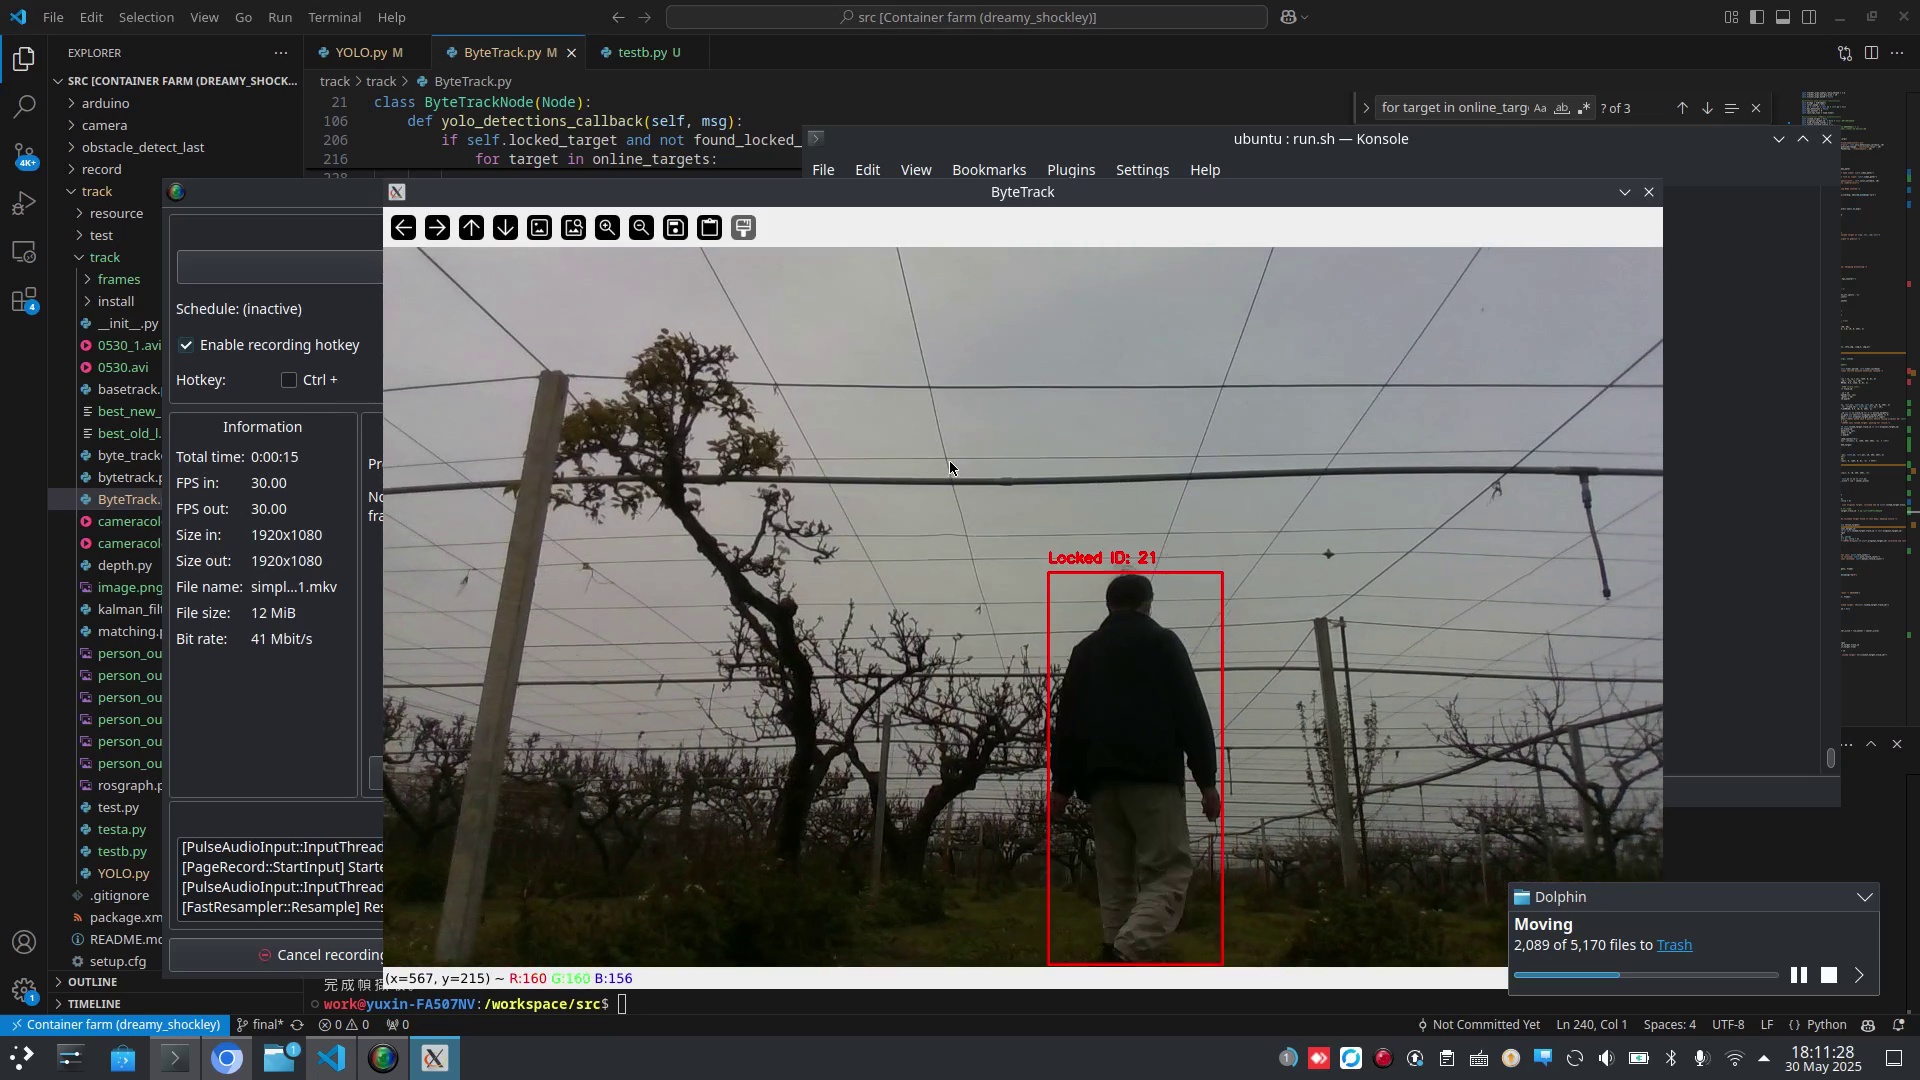 File Edit Selection View Go Run Terminal Help
src [Container farm (dreamy_shockley)]
EXPLORER
YOLO.py M
ByteTrack.py M
testb.py U
SRC [CONTAINER FARM (DREAMY_SHOCK...
track > track > ByteTrack.py
arduino
camera
obstacle_detect_last
record
track
resource
test
track
frames
install
__init__.py
0530_1.avi
0530.avi
basetrack.
best_new_
best_old_l.
byte_track
bytetrack.p
ByteTrack.
cameracol
cameracol
depth.py
image.png
kalman_filt
matching.p
person_ou
person_ou
person_ou
person_ou
person_ou
person_ou
rosgraph.p
test.py
testa.py
testb.py
YOLO.py
.gitignore
package.xm
README.md
setup.cfg
OUTLINE
TIMELINE
4K+
4
1
21 class ByteTrackNode(Node):
106 def yolo_detections_callback(self, msg):
206 if self.locked_target and not found_locked_
216 for target in online_targets:
for target in online_targ
Aa ab
? of 3
ubuntu : run.sh — Konsole
File Edit View Bookmarks Plugins Settings Help
ByteTrack
Schedule: (inactive)
Enable recording hotkey
Hotkey: Ctrl +
Information
Total time: 0:00:15
FPS in: 30.00
FPS out: 30.00
Size in: 1920x1080
Size out: 1920x1080
File name: simpl...1.mkv
File size: 12 MiB
Bit rate: 41 Mbit/s
Pr
No
fra
[PulseAudioInput::InputThread
[PageRecord::StartInput] Starte
[PulseAudioInput::InputThread
[FastResampler::Resample] Res
Cancel recording
Locked ID: 21
(x=567, y=215) ~ R:160 G:160 B:156
work@yuxin-FA507NV:/workspace/src$
Dolphin
Moving
2,089 of 5,170 files to Trash
Container farm (dreamy_shockley) final* 0 0 0
Not Committed Yet Ln 240, Col 1 Spaces: 4 UTF-8 LF {} Python
1
1
18:11:28
30 May 2025